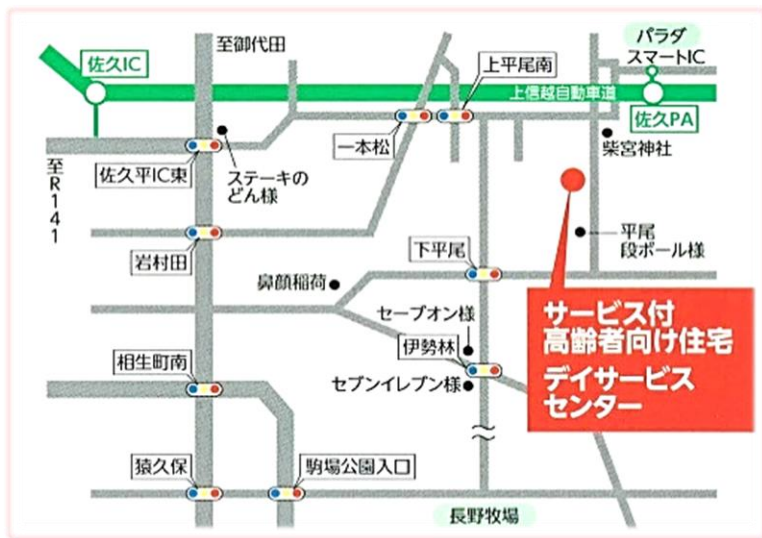 至御代田
パラダ
スマートIC
佐久IC
上平尾南
上信越自動車道
佐久PA
一本松
柴宮神社
佐久平IC東
ステーキの
どん様
至R141
平尾
段ボール様
岩村田
下平尾
鼻顔稲荷
セーブオン様
サービス付
高齢者向け住宅
デイサービス
センター
伊勢林
相生町南
セブンイレブン様
猿久保
駒場公園入口
長野牧場